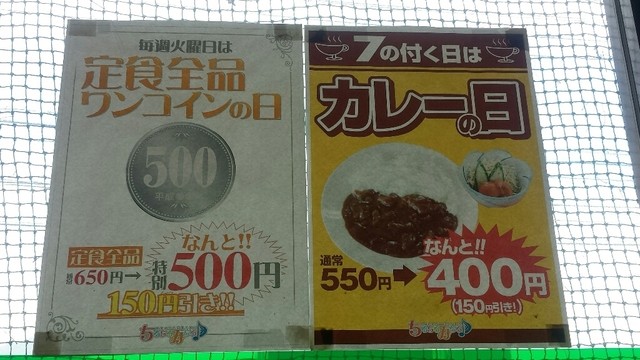 毎週火曜日は
定食全品
ワンコインの日
500
定食全品
通常650円→
なんと!!
特別500円
150円引き!!
7の付く日は
カレーの日
通常
550円→
なんと!!
400円
(150円引き!)